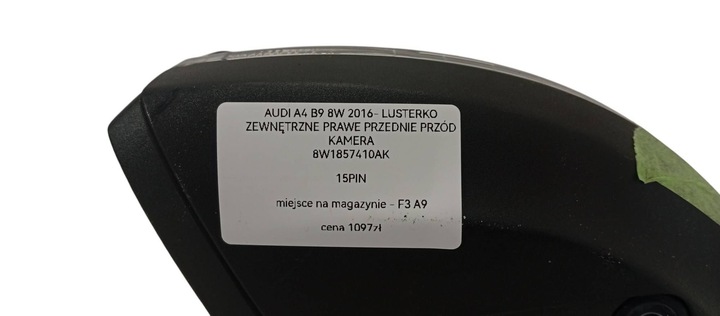 AUDI A4 B9 8W 2016- LUSTERKO
ZEWNĘTRZNE PRAWE PRZEDNIE PRZÓD
KAMERA
8W1857410AK
15PIN
miejsce na magazynie - F3 A9
cena 1097zł